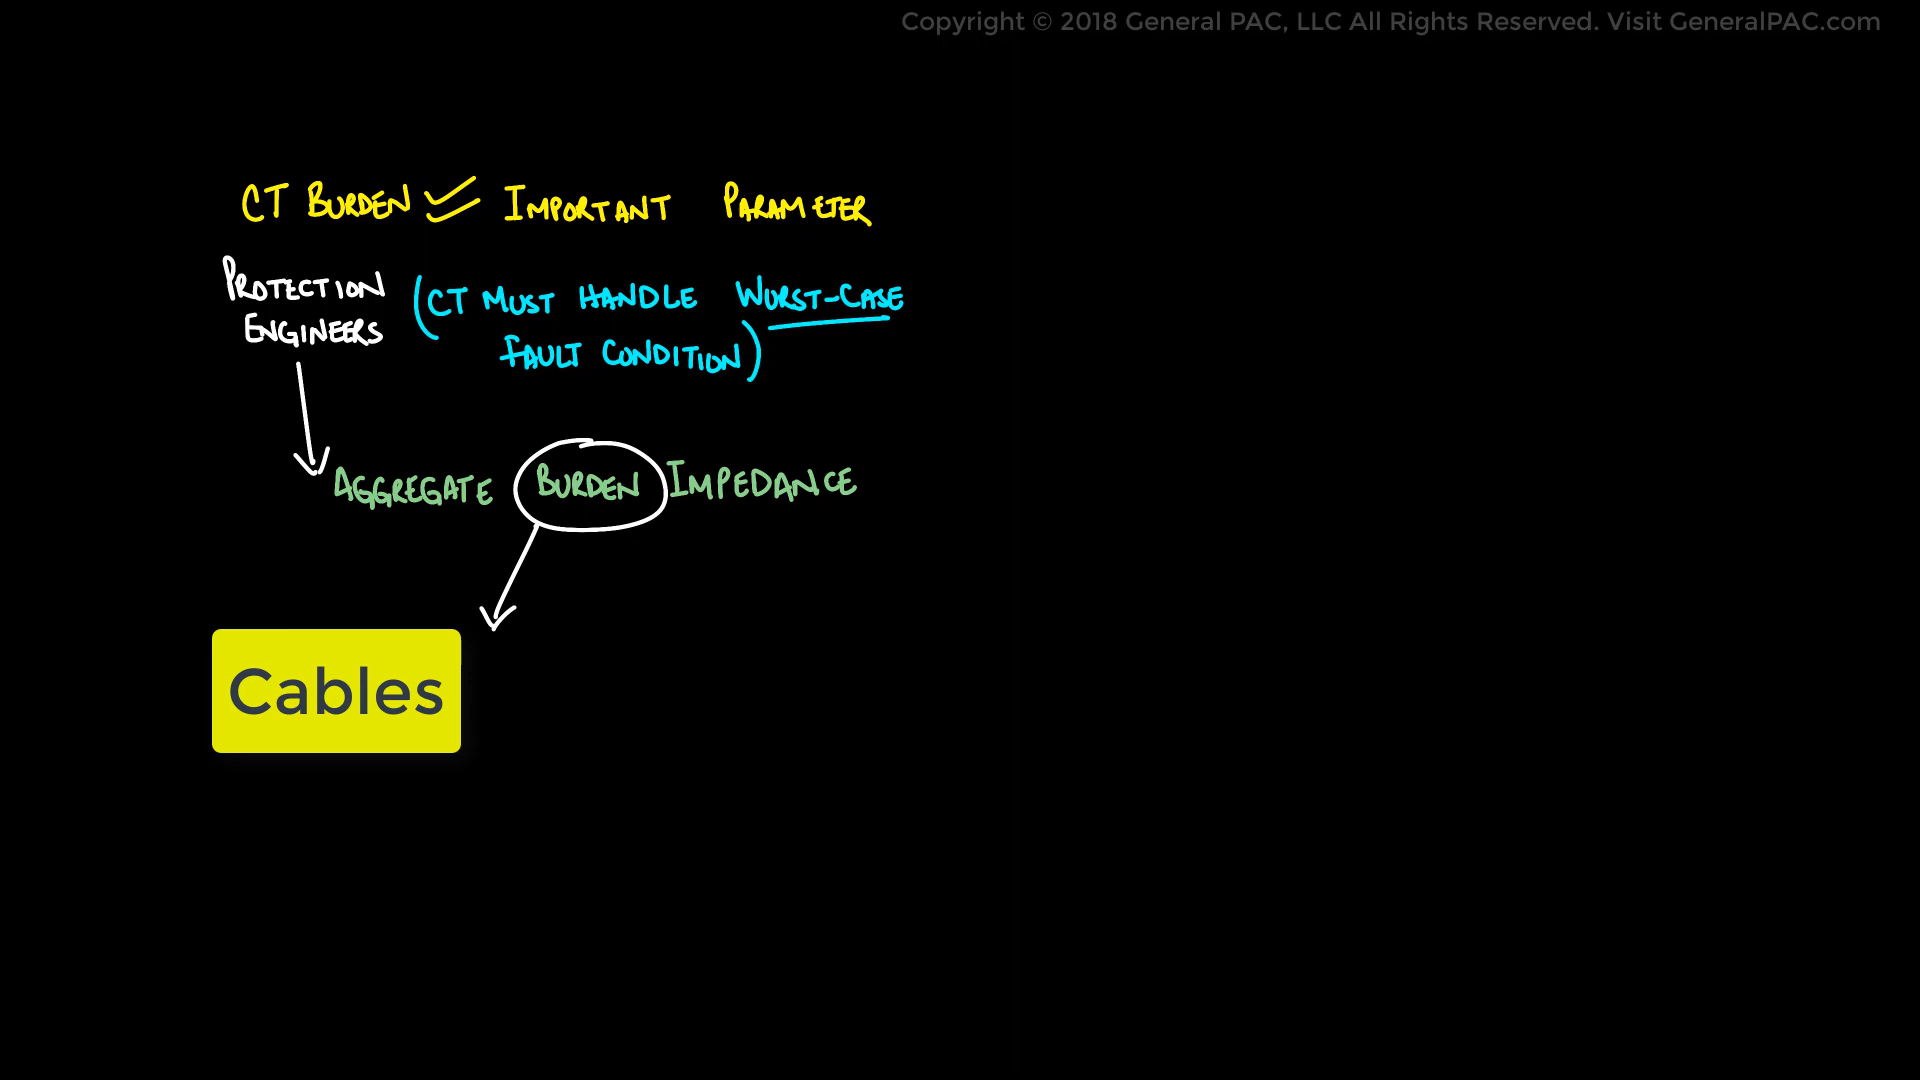 Copyright © 2018 General PAC, LLC All Rights Reserved. Visit GeneralPAC.com
CT BURDEN IMPORTANT PARAMETER
PROTECTION
ENGINEERS
(CT MUST HANDLE WURST-CASE
FAULT CONDITION)
AGGREGATE BURDEN IMPEDANCE
Cables